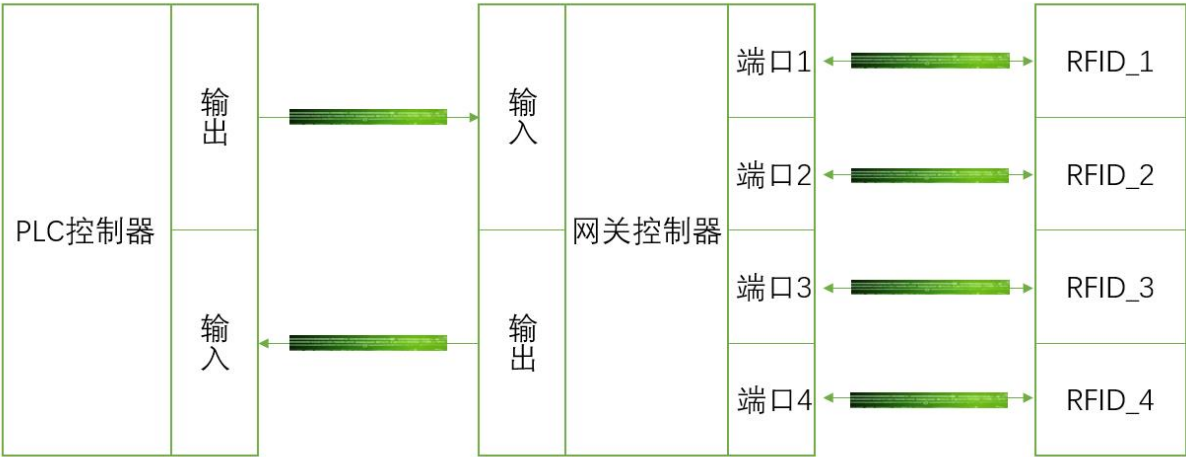 PLC控制器
输出
输入
输入
输出
网关控制器
端口1
端口2
端口3
端口4
RFID_1
RFID_2
RFID_3
RFID_4